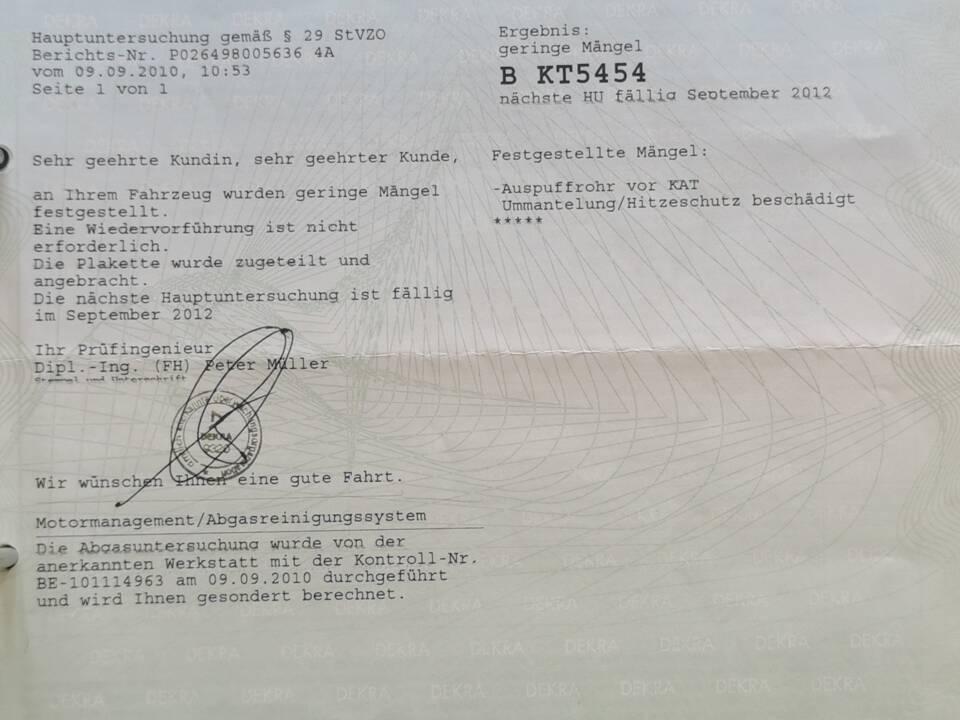 Hauptuntersuchung gemäß § 29 StVZO
Berichts-Nr. P026498005636 4A
vom 09.09.2010, 10:53
Seite 1 von 1
Ergebnis:
geringe Mängel
B KT5454
nächste HU fällig September 2012
Sehr geehrte Kundin, sehr geehrter Kunde,
an Ihrem Fahrzeug wurden geringe Mängel
festgestellt.
Eine Wiedervorführung ist nicht
erforderlich.
Die Plakette wurde zugeteilt und
angebracht.
Die nächste Hauptuntersuchung ist fällig
im September 2012
Ihr Prüfingenieur
Dipl.-Ing. (FH) Peter Müller
Stempel und Unterschrift
DEKRA
Wir wünschen Ihnen eine gute Fahrt.
Motormanagement/Abgasreinigungssystem
Die Abgasuntersuchung wurde von der
anerkannten Werkstatt mit der Kontroll-Nr.
BE-101114963 am 09.09.2010 durchgeführt
und wird Ihnen gesondert berechnet.
Festgestellte Mängel:
-Auspuffrohr vor KAT
Ummantelung/Hitzeschutz beschädigt
*****